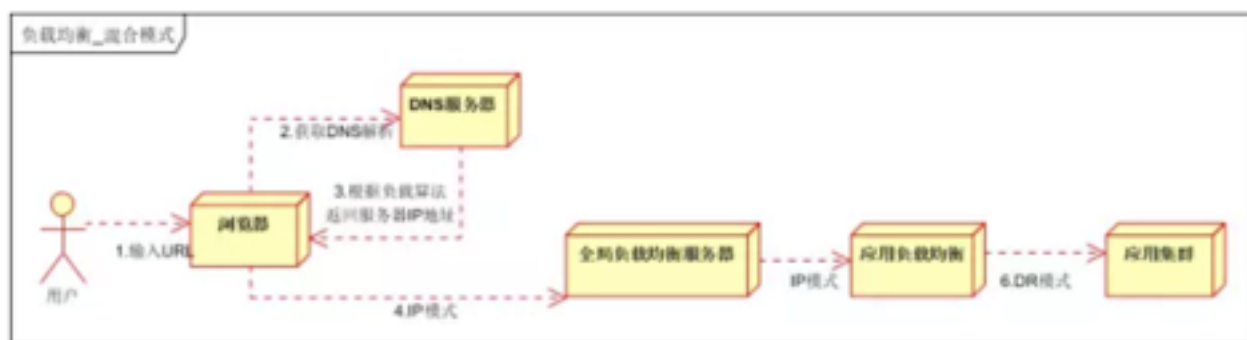 负载均衡_混合模式
DNS服务器
2.获取DNS解析
3.根据负载算法
返回服务器IP地址
浏览器
1.输入URL
用户
全局负载均衡服务器
IP模式
应用负载均衡
6.DR模式
应用集群
4.IP模式